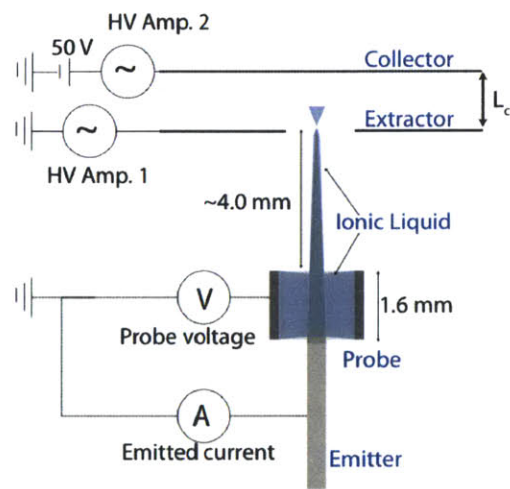 HV Amp. 2
50 V
~
Collector
L_c
Extractor
~
HV Amp. 1
~4.0 mm
Ionic Liquid
V
1.6 mm
Probe voltage
Probe
A
Emitted current
Emitter